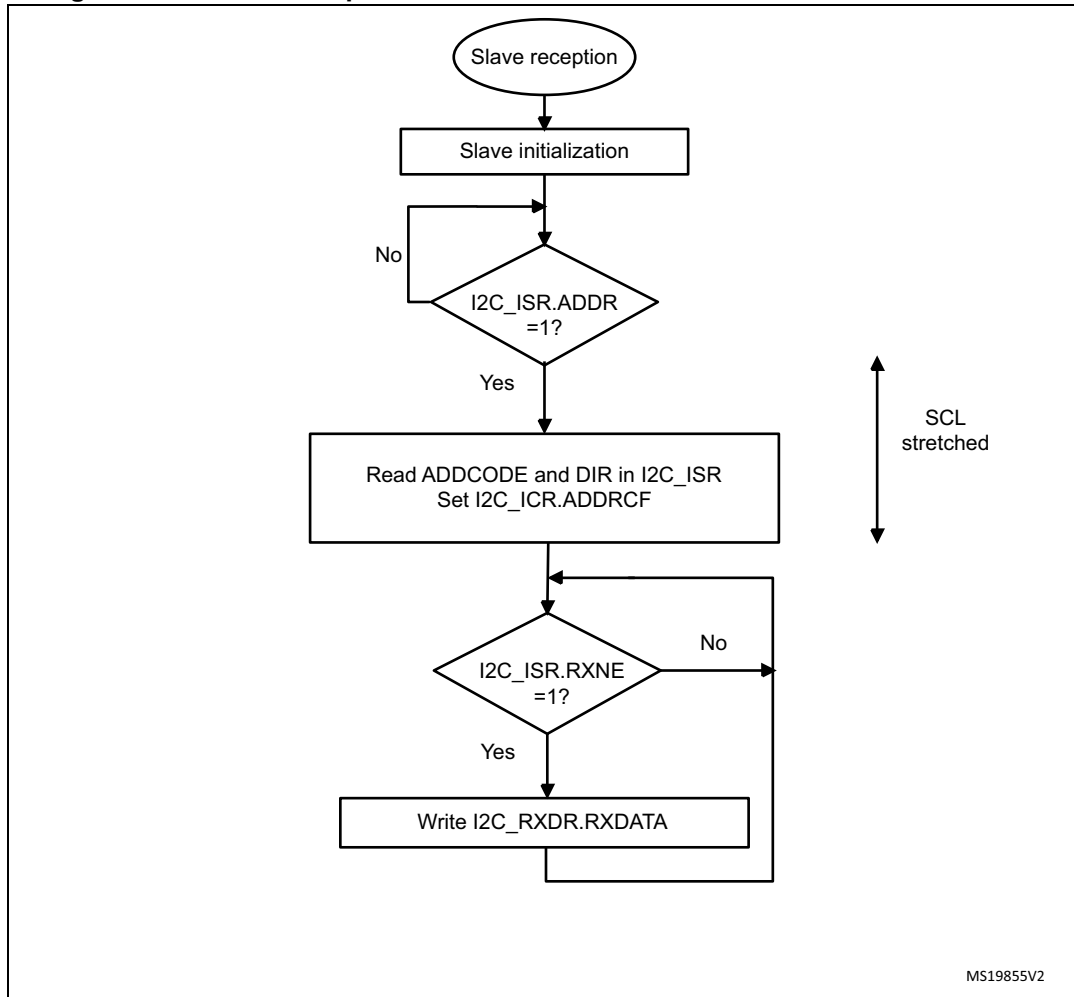 Slave reception
Slave initialization
No
I2C_ISR.ADDR
=1?
Yes
SCL
stretched
Read ADDCODE and DIR in I2C_ISR
Set I2C_ICR.ADDRCF
No
I2C_ISR.RXNE
=1?
Yes
Write I2C_RXDR.RXDATA
MS19855V2